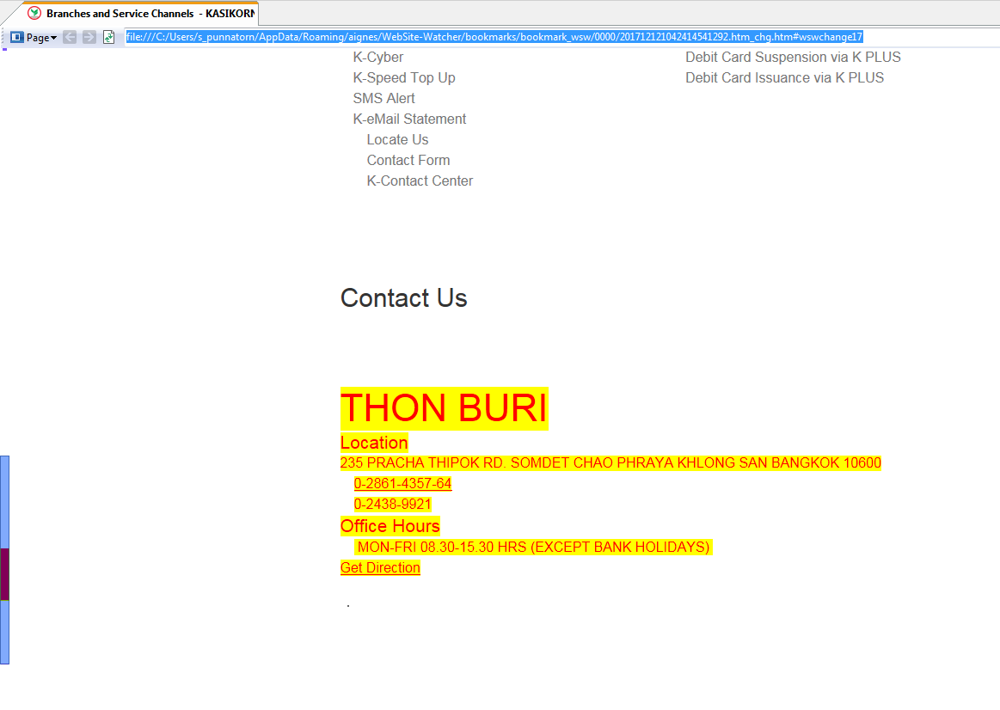 Branches and Service Channels - KASIKORN
Page
file:///C:/Users/s_punnatorn/AppData/Roaming/aignes/WebSite-Watcher/bookmarks/bookmark_wsw/0000/201712121042414541292.htm_chg.htm#wswchange17
K-Cyber
K-Speed Top Up
SMS Alert
K-eMail Statement
Locate Us
Contact Form
K-Contact Center
Debit Card Suspension via K PLUS
Debit Card Issuance via K PLUS
Contact Us
THON BURI
Location
235 PRACHA THIPOK RD. SOMDET CHAO PHRAYA KHLONG SAN BANGKOK 10600
0-2861-4357-64
0-2438-9921
Office Hours
MON-FRI 08.30-15.30 HRS (EXCEPT BANK HOLIDAYS)
Get Direction
.